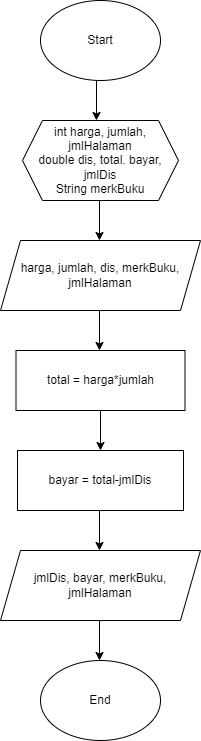 Start
int harga, jumlah,
jmlHalaman
double dis, total. bayar,
jmlDis
String merkBuku
harga, jumlah, dis, merkBuku,
jmlHalaman
total = harga*jumlah
bayar = total-jmlDis
jmlDis, bayar, merkBuku,
jmlHalaman
End